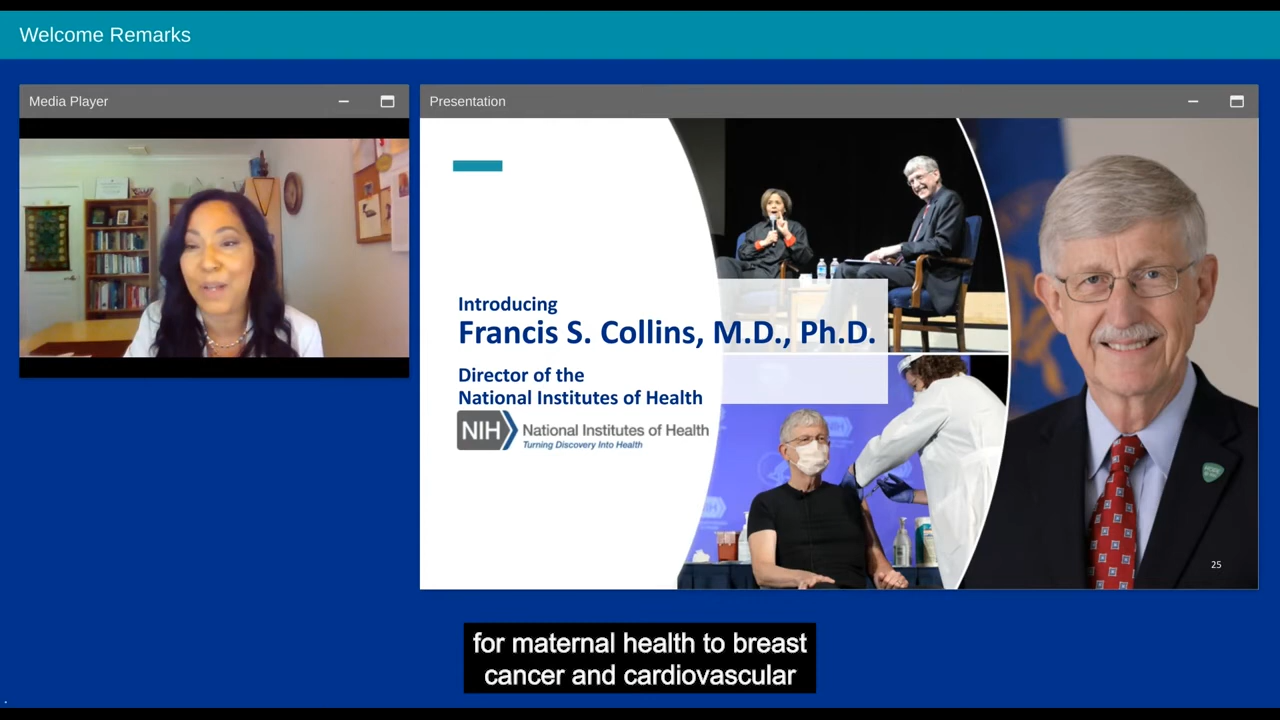 Welcome Remarks
Media Player
Presentation
Introducing
Francis S. Collins, M.D., Ph.D.
Director of the
National Institutes of Health
NIH National Institutes of Health
Turning Discovery Into Health
NIH
25
for maternal health to breast
cancer and cardiovascular